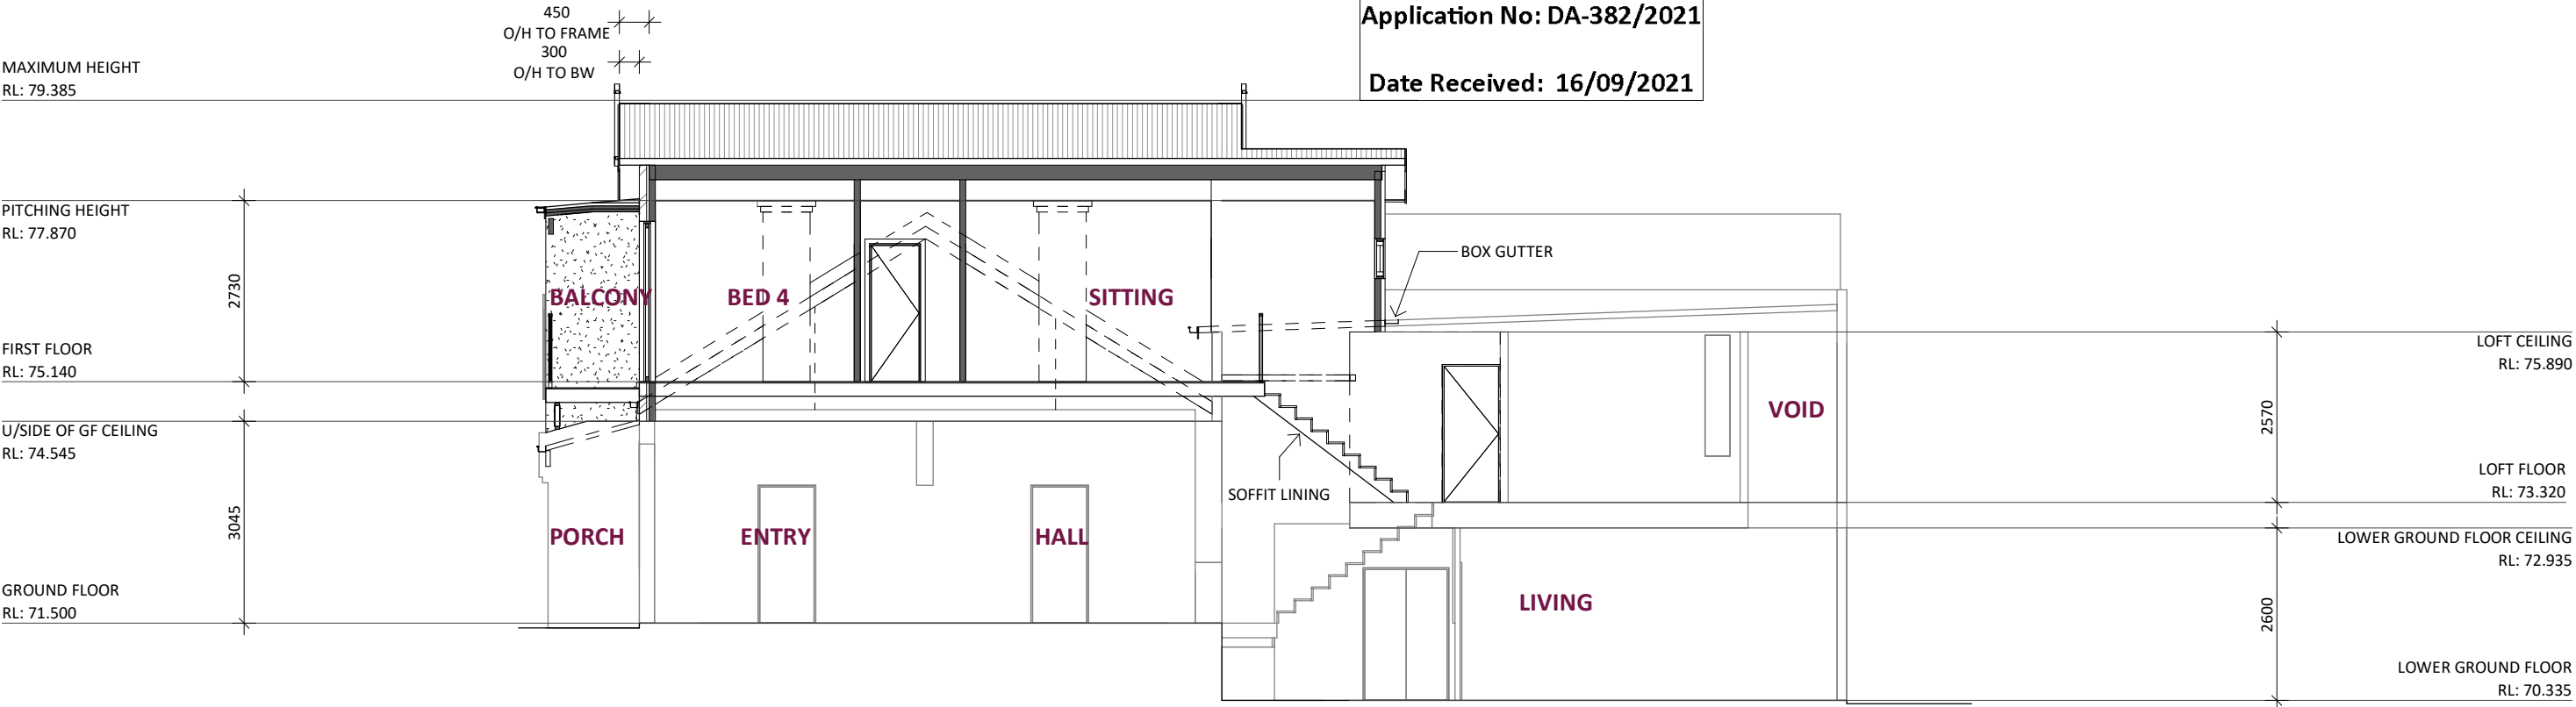 Application No: DA-382/2021
Date Received: 16/09/2021
450
O/H TO FRAME
300
O/H TO BW
MAXIMUM HEIGHT
RL: 79.385
PITCHING HEIGHT
RL: 77.870
2730
FIRST FLOOR
RL: 75.140
U/SIDE OF GF CEILING
RL: 74.545
3045
GROUND FLOOR
RL: 71.500
BALCONY
BED 4
SITTING
BOX GUTTER
VOID
SOFFIT LINING
PORCH
ENTRY
HALL
LIVING
LOFT CEILING
RL: 75.890
2570
LOFT FLOOR
RL: 73.320
LOWER GROUND FLOOR CEILING
RL: 72.935
2600
LOWER GROUND FLOOR
RL: 70.335